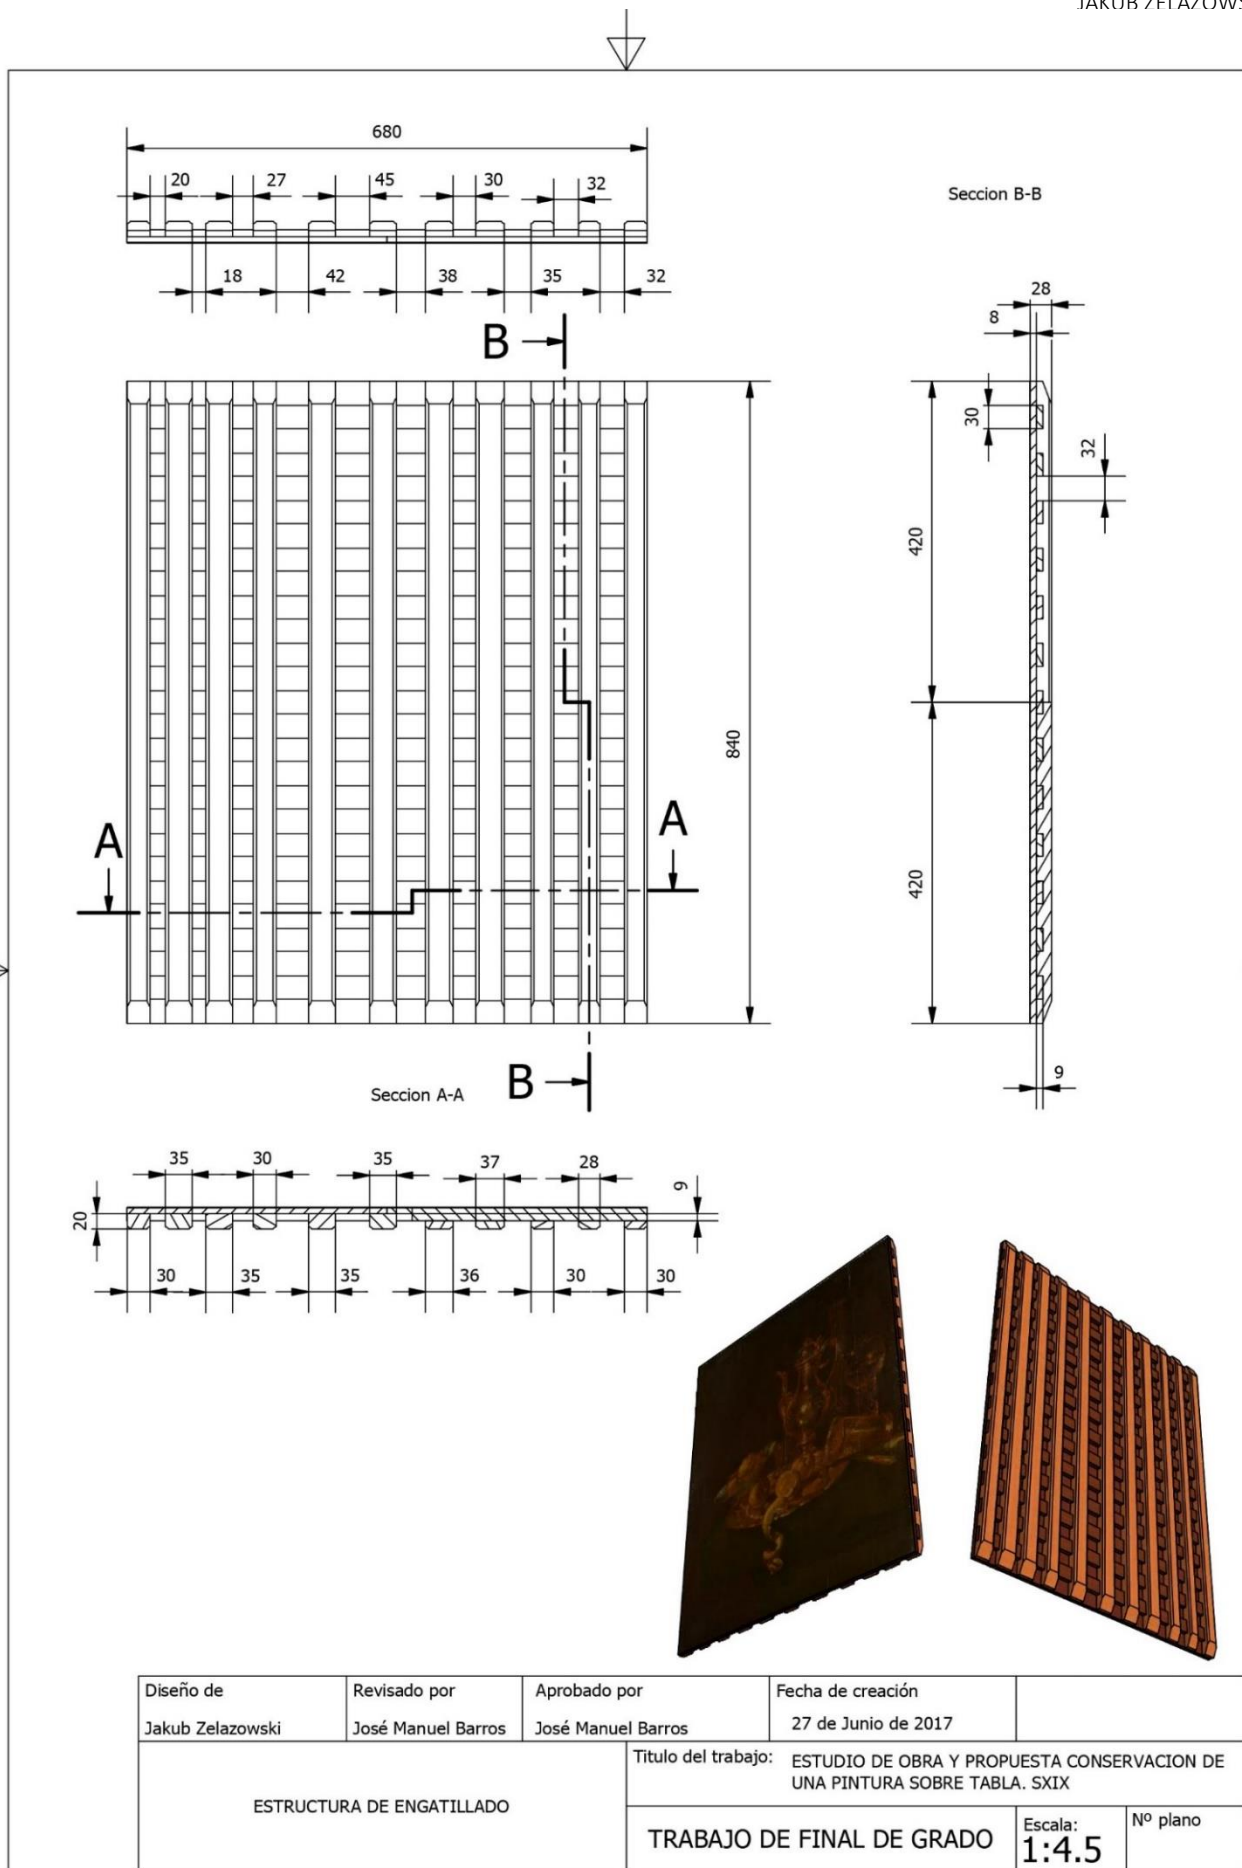 680
20 27 45 30 32
Seccion B-B
18 42 38 35 32
28
8
B
30
32
420
840
A A
420
B
9
Seccion A-A
35 30 35 37 28
9
20
30 35 35 36 30 30
Diseño de
Jakub Zelazowski
Revisado por
José Manuel Barros
Aprobado por
José Manuel Barros
Fecha de creación
27 de Junio de 2017
ESTRUCTURA DE ENGATILLADO
Titulo del trabajo: ESTUDIO DE OBRA Y PROPUESTA CONSERVACION DE
UNA PINTURA SOBRE TABLA. SXIX
TRABAJO DE FINAL DE GRADO
Escala:
1:4.5
Nº plano